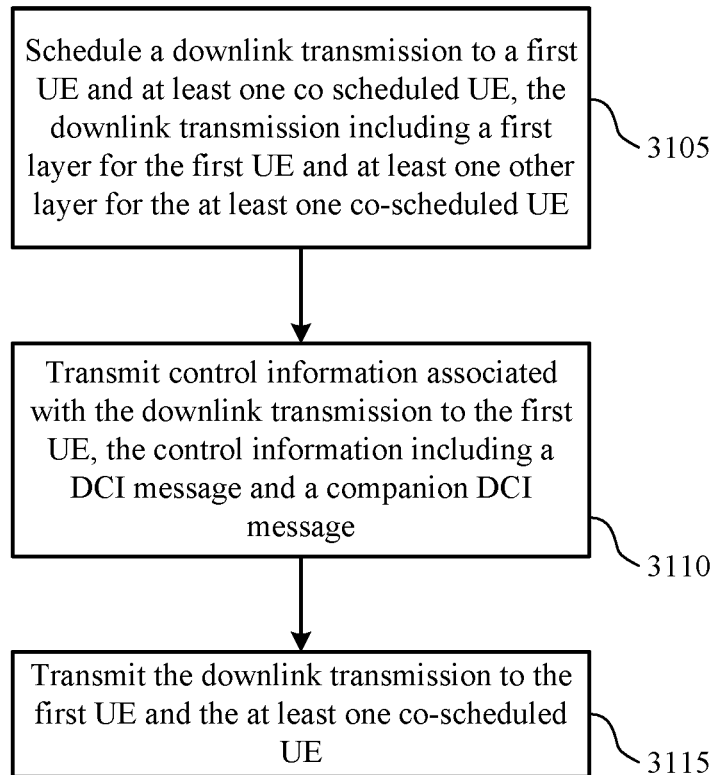 Schedule a downlink transmission to a first
UE and at least one co scheduled UE, the
downlink transmission including a first
layer for the first UE and at least one other
layer for the at least one co-scheduled UE
3105
Transmit control information associated
with the downlink transmission to the first
UE, the control information including a
DCI message and a companion DCI
message
3110
Transmit the downlink transmission to the
first UE and the at least one co-scheduled
UE
3115